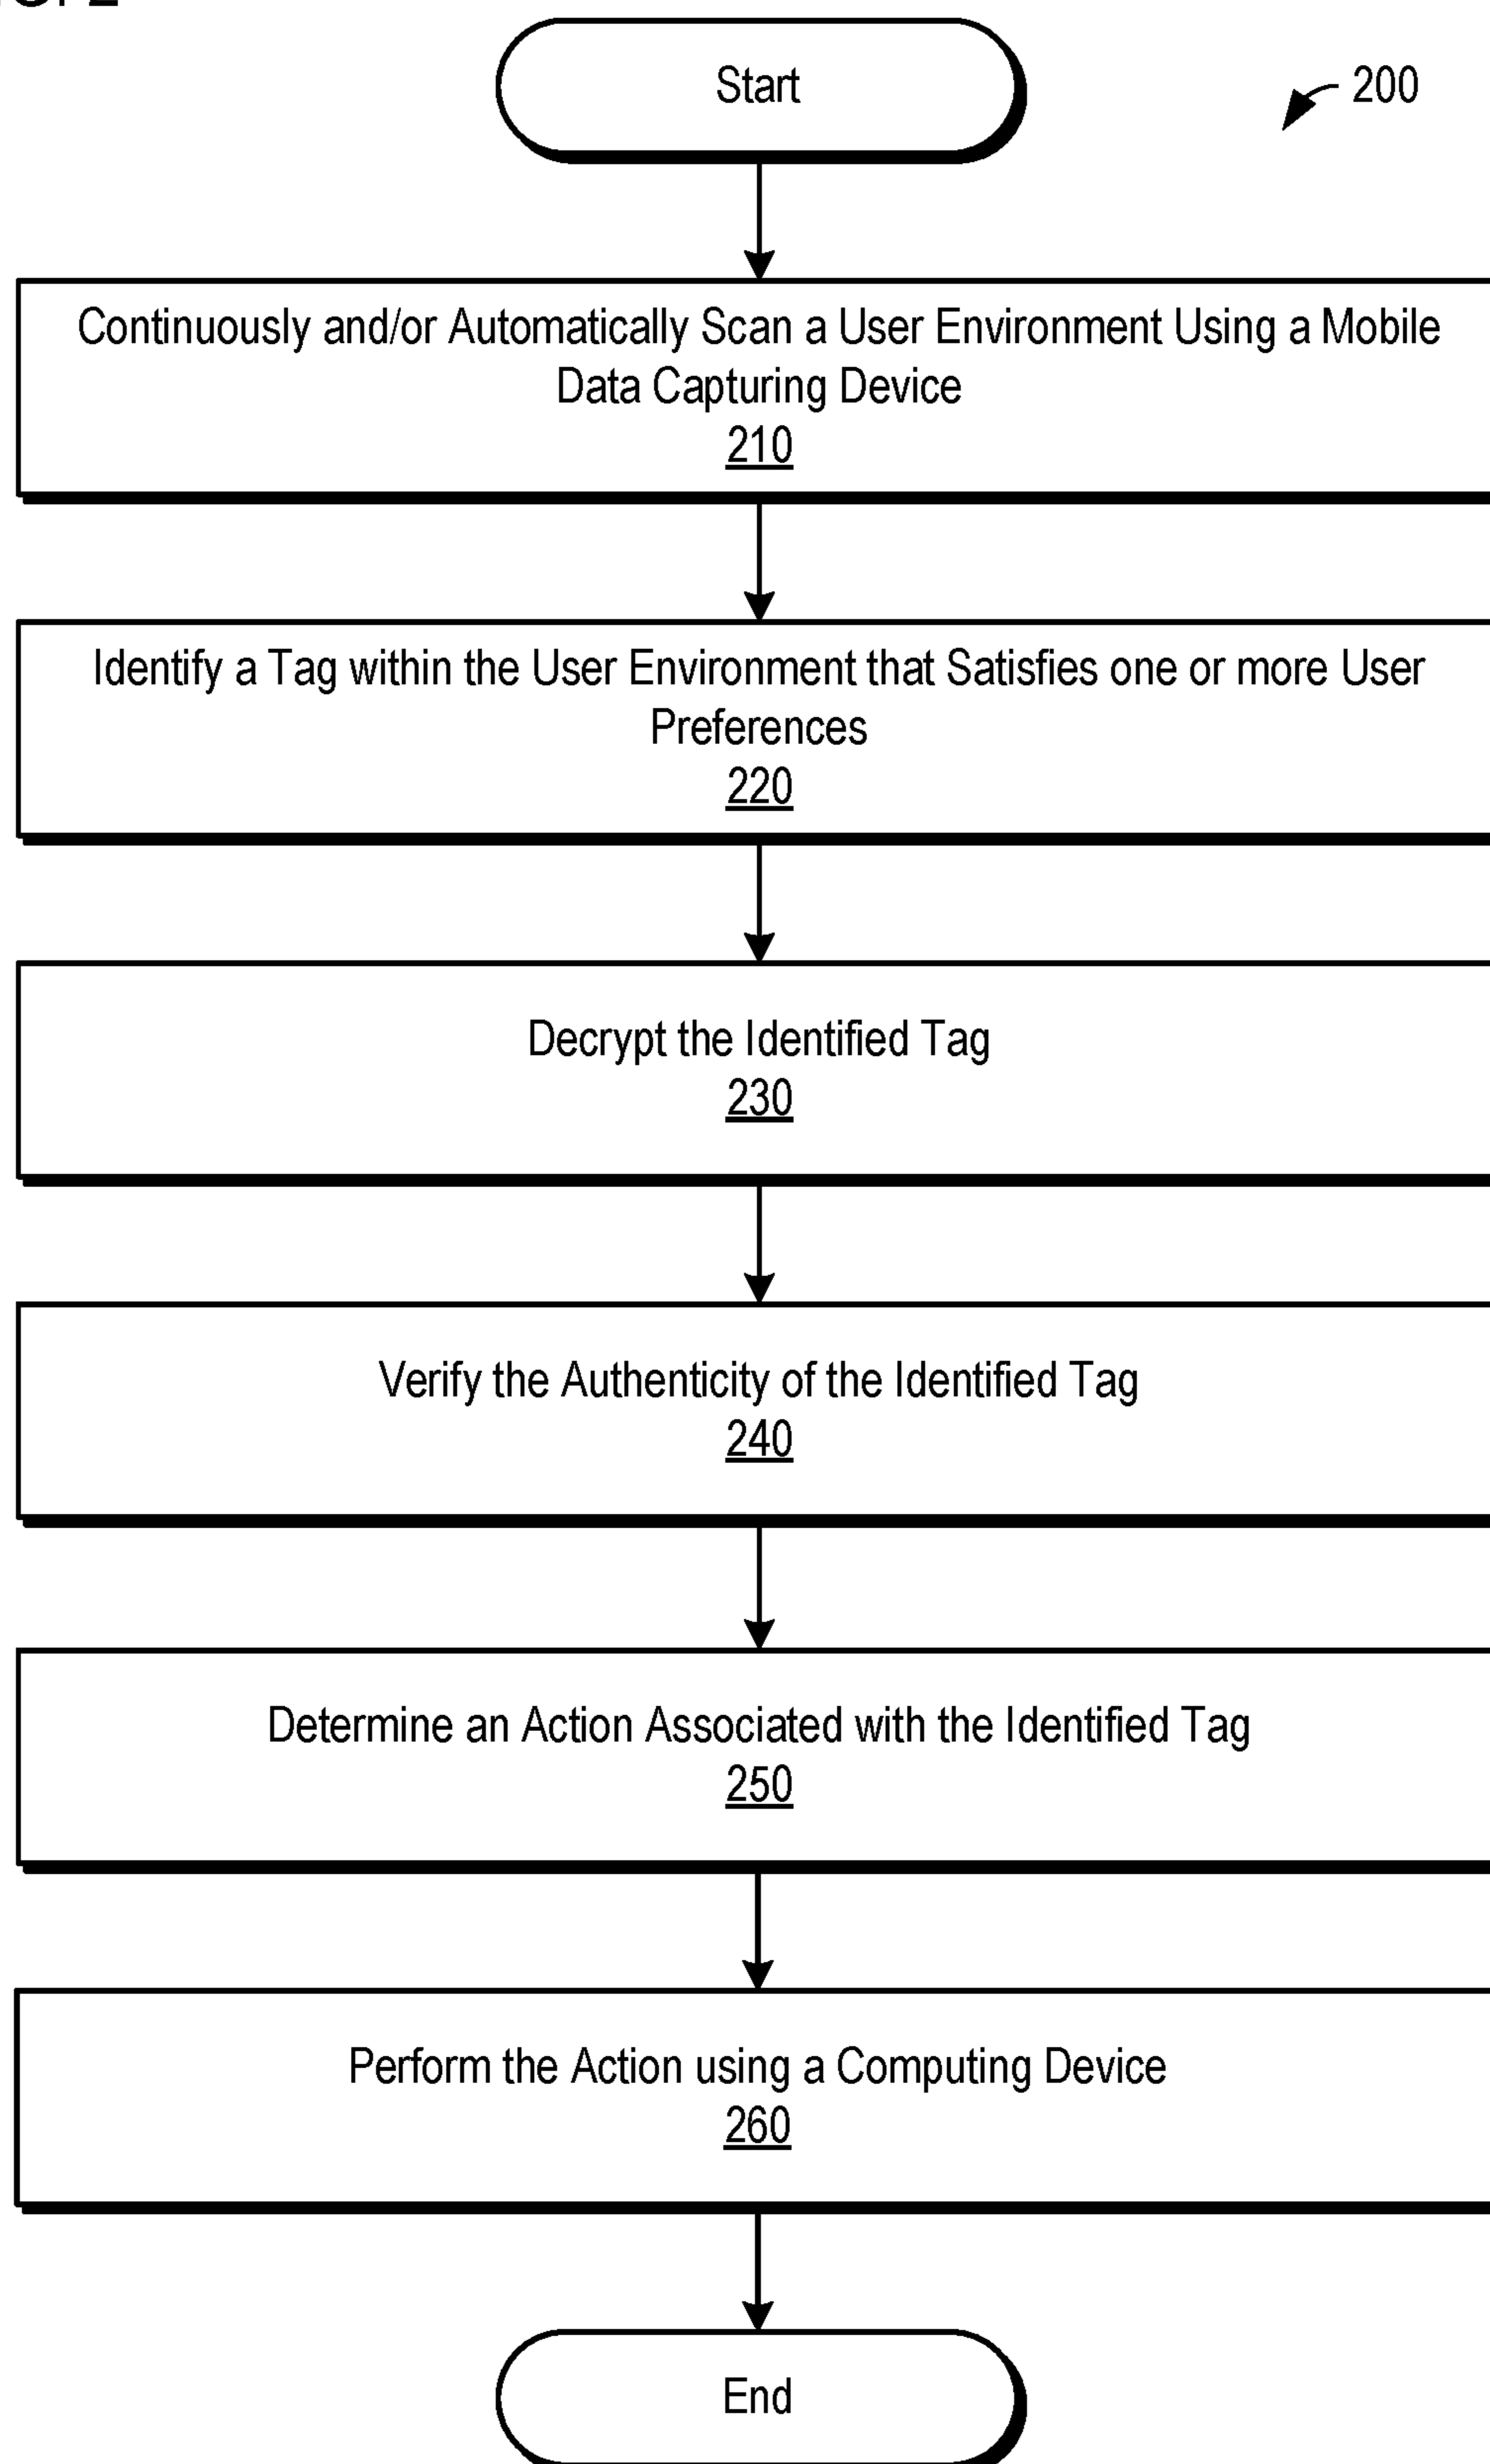 Start
200
Continuously and/or Automatically Scan a User Environment Using a Mobile
Data Capturing Device
210
Identify a Tag within the User Environment that Satisfies one or more User
Preferences
220
Decrypt the Identified Tag
230
Verify the Authenticity of the Identified Tag
240
Determine an Action Associated with the Identified Tag
250
Perform the Action using a Computing Device
260
End